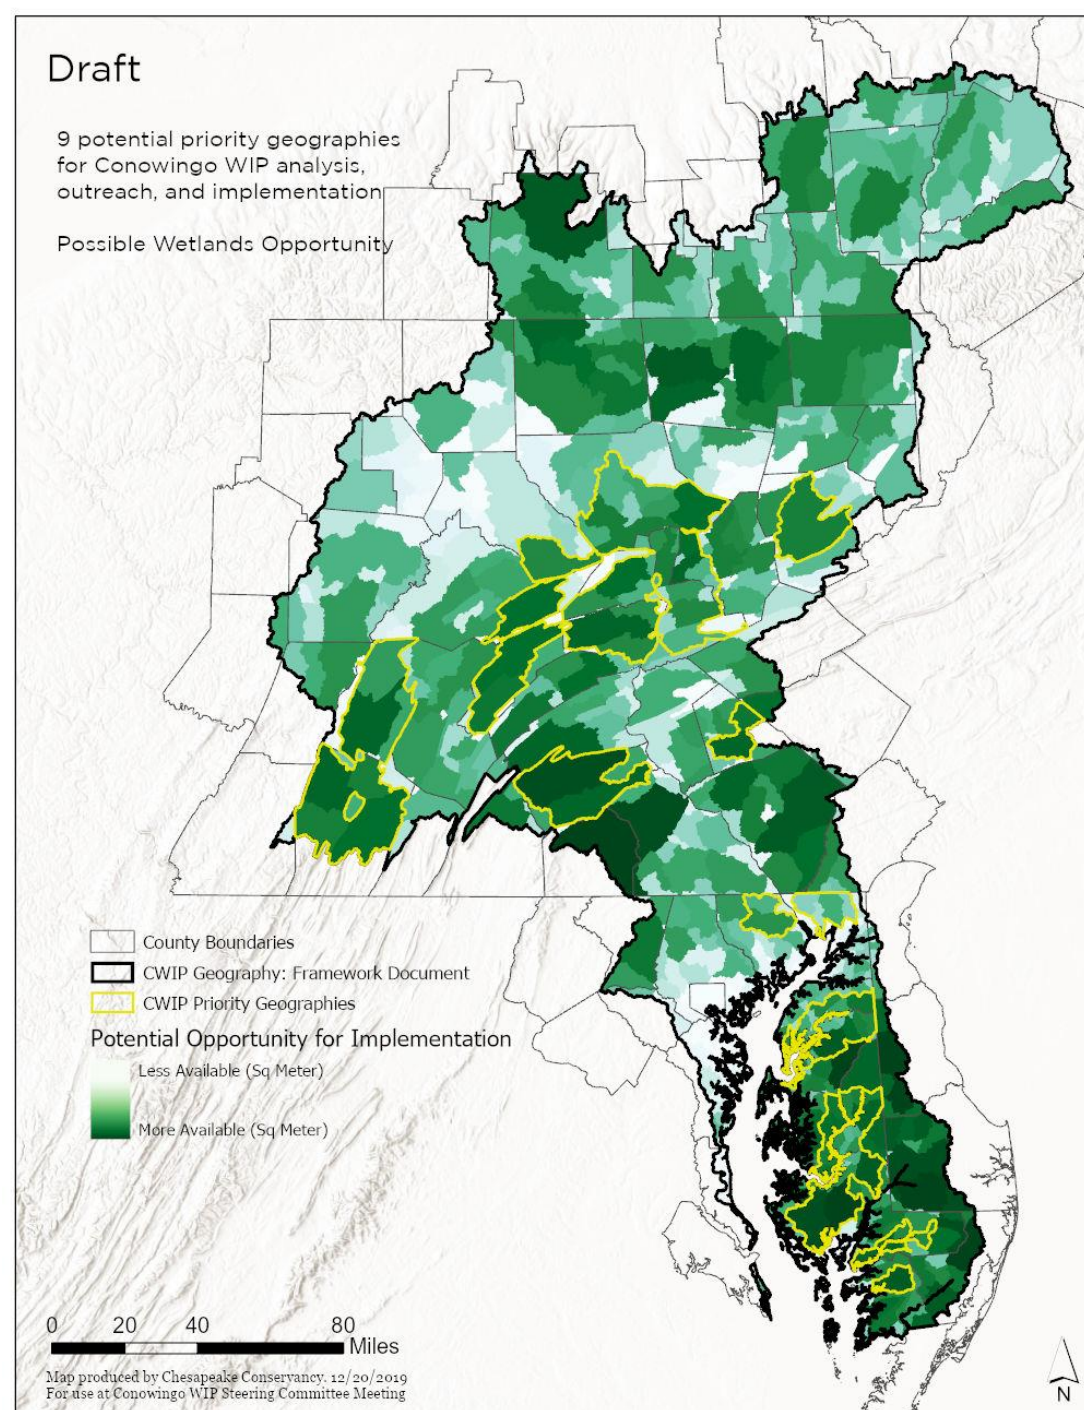 Draft
9 potential priority geographies
for Conowingo WIP analysis,
outreach, and implementation
Possible Wetlands Opportunity
County Boundaries
CWIP Geography: Framework Document
CWIP Priority Geographies
Potential Opportunity for Implementation
Less Available (Sq Meter)
More Available (Sq Meter)
0 20 40 80
Miles
Map produced by Chesapeake Conservancy. 12/20/2019
For use at Conowingo WIP Steering Committee Meeting
N